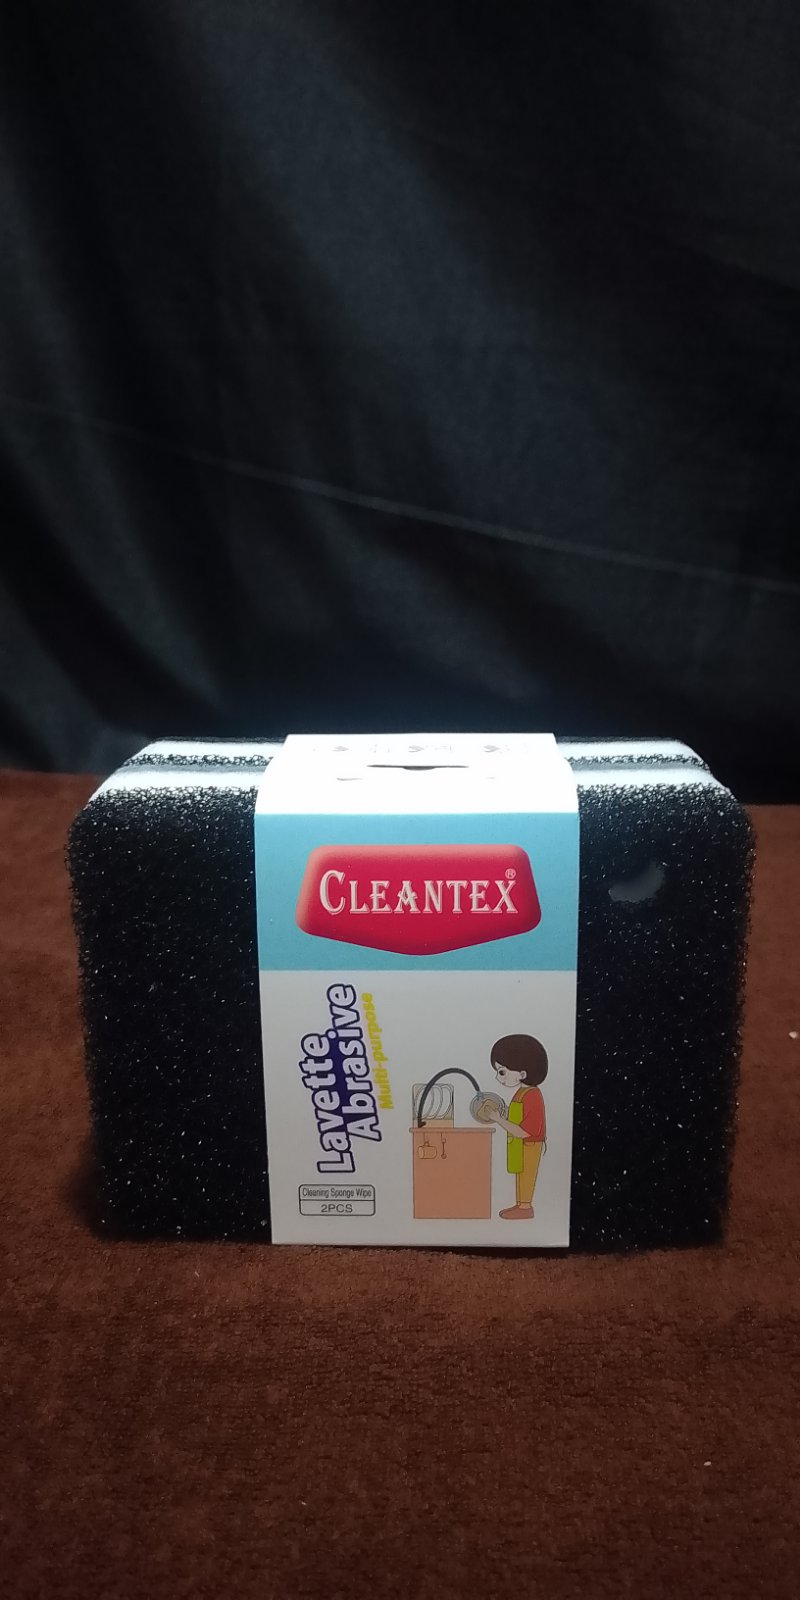 CLEANTEX®
Lavette
Abrasive
Multi-purpose
Cleaning Sponge Wipe
2PCS